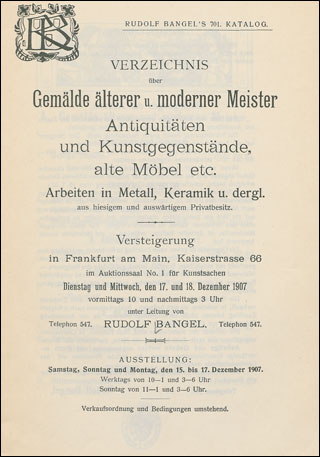 RUDOLF BANGEL'S 701. KATALOG.
VERZEICHNIS
über
Gemälde älterer u. moderner Meister
Antiquitäten
und Kunstgegenstände,
alte Möbel etc.
Arbeiten in Metall, Keramik u. dergl.
aus hiesigem und auswärtigem Privatbesitz.
Versteigerung
in Frankfurt am Main, Kaiserstrasse 66
im Auktionssaal No. 1 für Kunstsachen
Dienstag und Mittwoch, den 17. und 18. Dezember 1907
vormittags 10 und nachmittags 3 Uhr
unter Leitung von
Telephon 547. RUDOLF BANGEL. Telephon 547.
AUSSTELLUNG:
Samstag, Sonntag und Montag, den 15. bis 17. Dezember 1907.
Werktags von 10—1 und 3—6 Uhr
Sonntag von 11—1 und 3—6 Uhr.
Verkaufsordnung und Bedingungen umstehend.